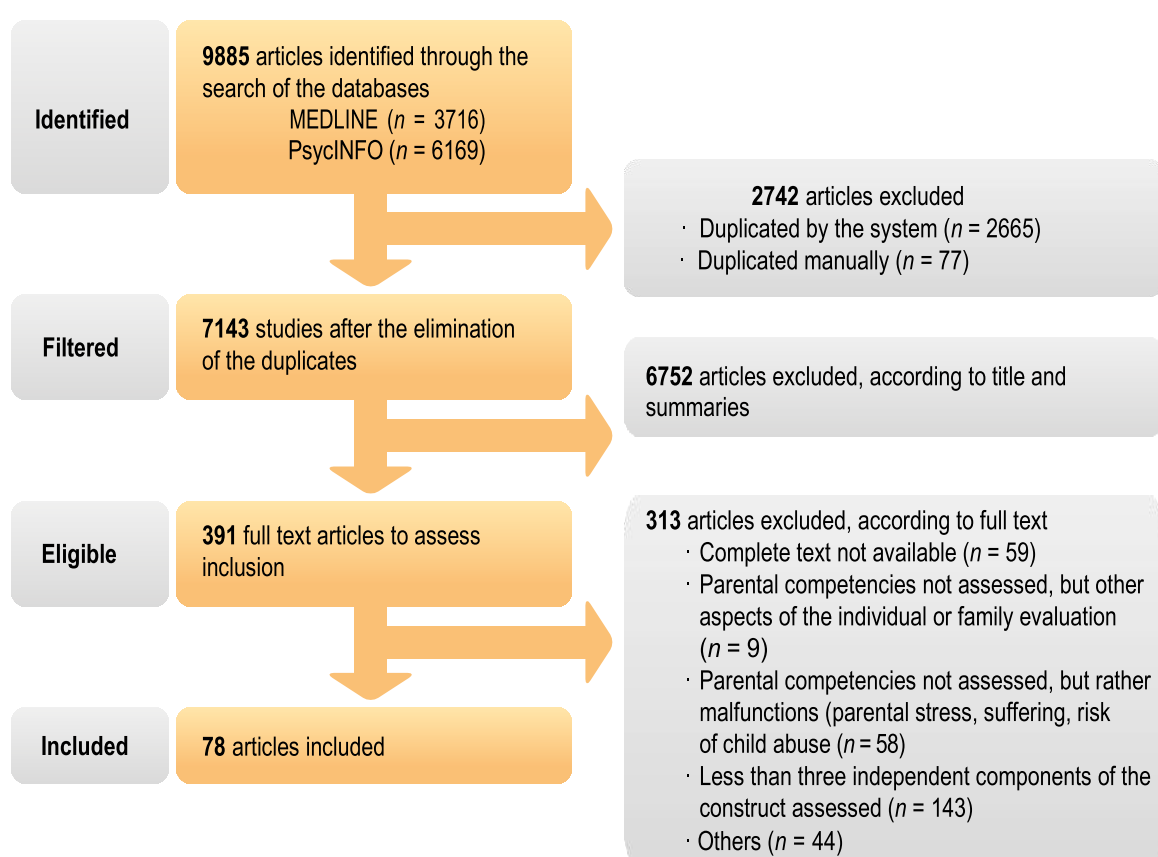 Identified
9885 articles identified through the
search of the databases
MEDLINE (n = 3716)
PsycINFO (n = 6169)
2742 articles excluded
· Duplicated by the system (n = 2665)
· Duplicated manually (n = 77)
Filtered
7143 studies after the elimination
of the duplicates
6752 articles excluded, according to title and
summaries
Eligible
391 full text articles to assess
inclusion
313 articles excluded, according to full text
· Complete text not available (n = 59)
· Parental competencies not assessed, but other
aspects of the individual or family evaluation
(n = 9)
· Parental competencies not assessed, but rather
malfunctions (parental stress, suffering, risk
of child abuse (n = 58)
· Less than three independent components of the
construct assessed (n = 143)
· Others (n = 44)
Included
78 articles included